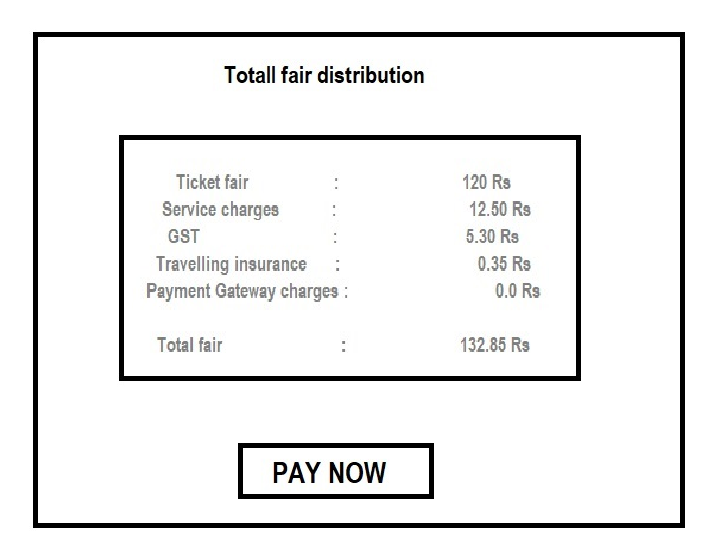 Totall fair distribution
Ticket fair : 120 Rs
Service charges : 12.50 Rs
GST : 5.30 Rs
Travelling insurance : 0.35 Rs
Payment Gateway charges : 0.0 Rs
Total fair : 132.85 Rs
PAY NOW